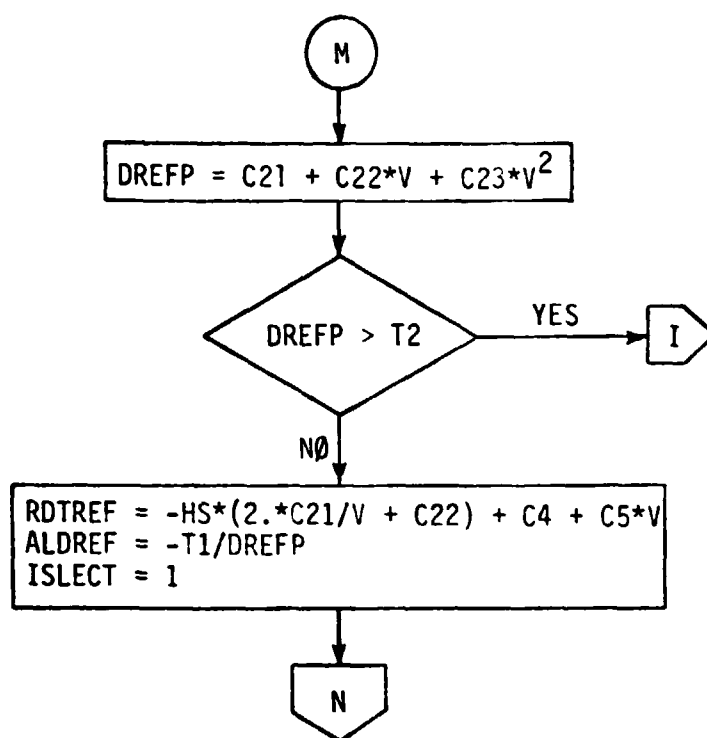 M
DREFP = C21 + C22*V + C23*V²
DREFP > T2
YES
I
NØ
RDTREF = -HS*(2.*C21/V + C22) + C4 + C5*V
ALDREF = -T1/DREFP
ISLECT = 1
N